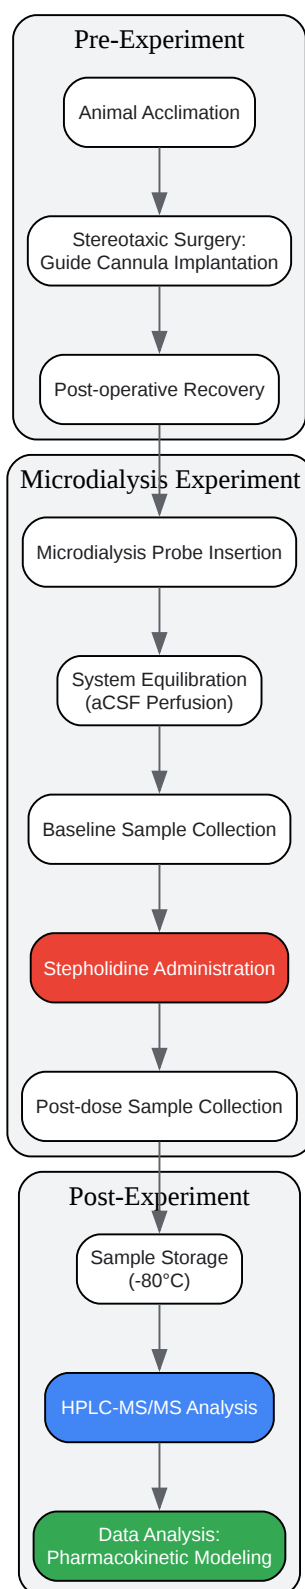 Pre-Experiment
Animal Acclimation
Stereotaxic Surgery:
Guide Cannula Implantation
Post-operative Recovery
Microdialysis Experiment
Microdialysis Probe Insertion
System Equilibration
(aCSF Perfusion)
Baseline Sample Collection
Stepholidine Administration
Post-dose Sample Collection
Post-Experiment
Sample Storage
(-80°C)
HPLC-MS/MS Analysis
Data Analysis:
Pharmacokinetic Modeling